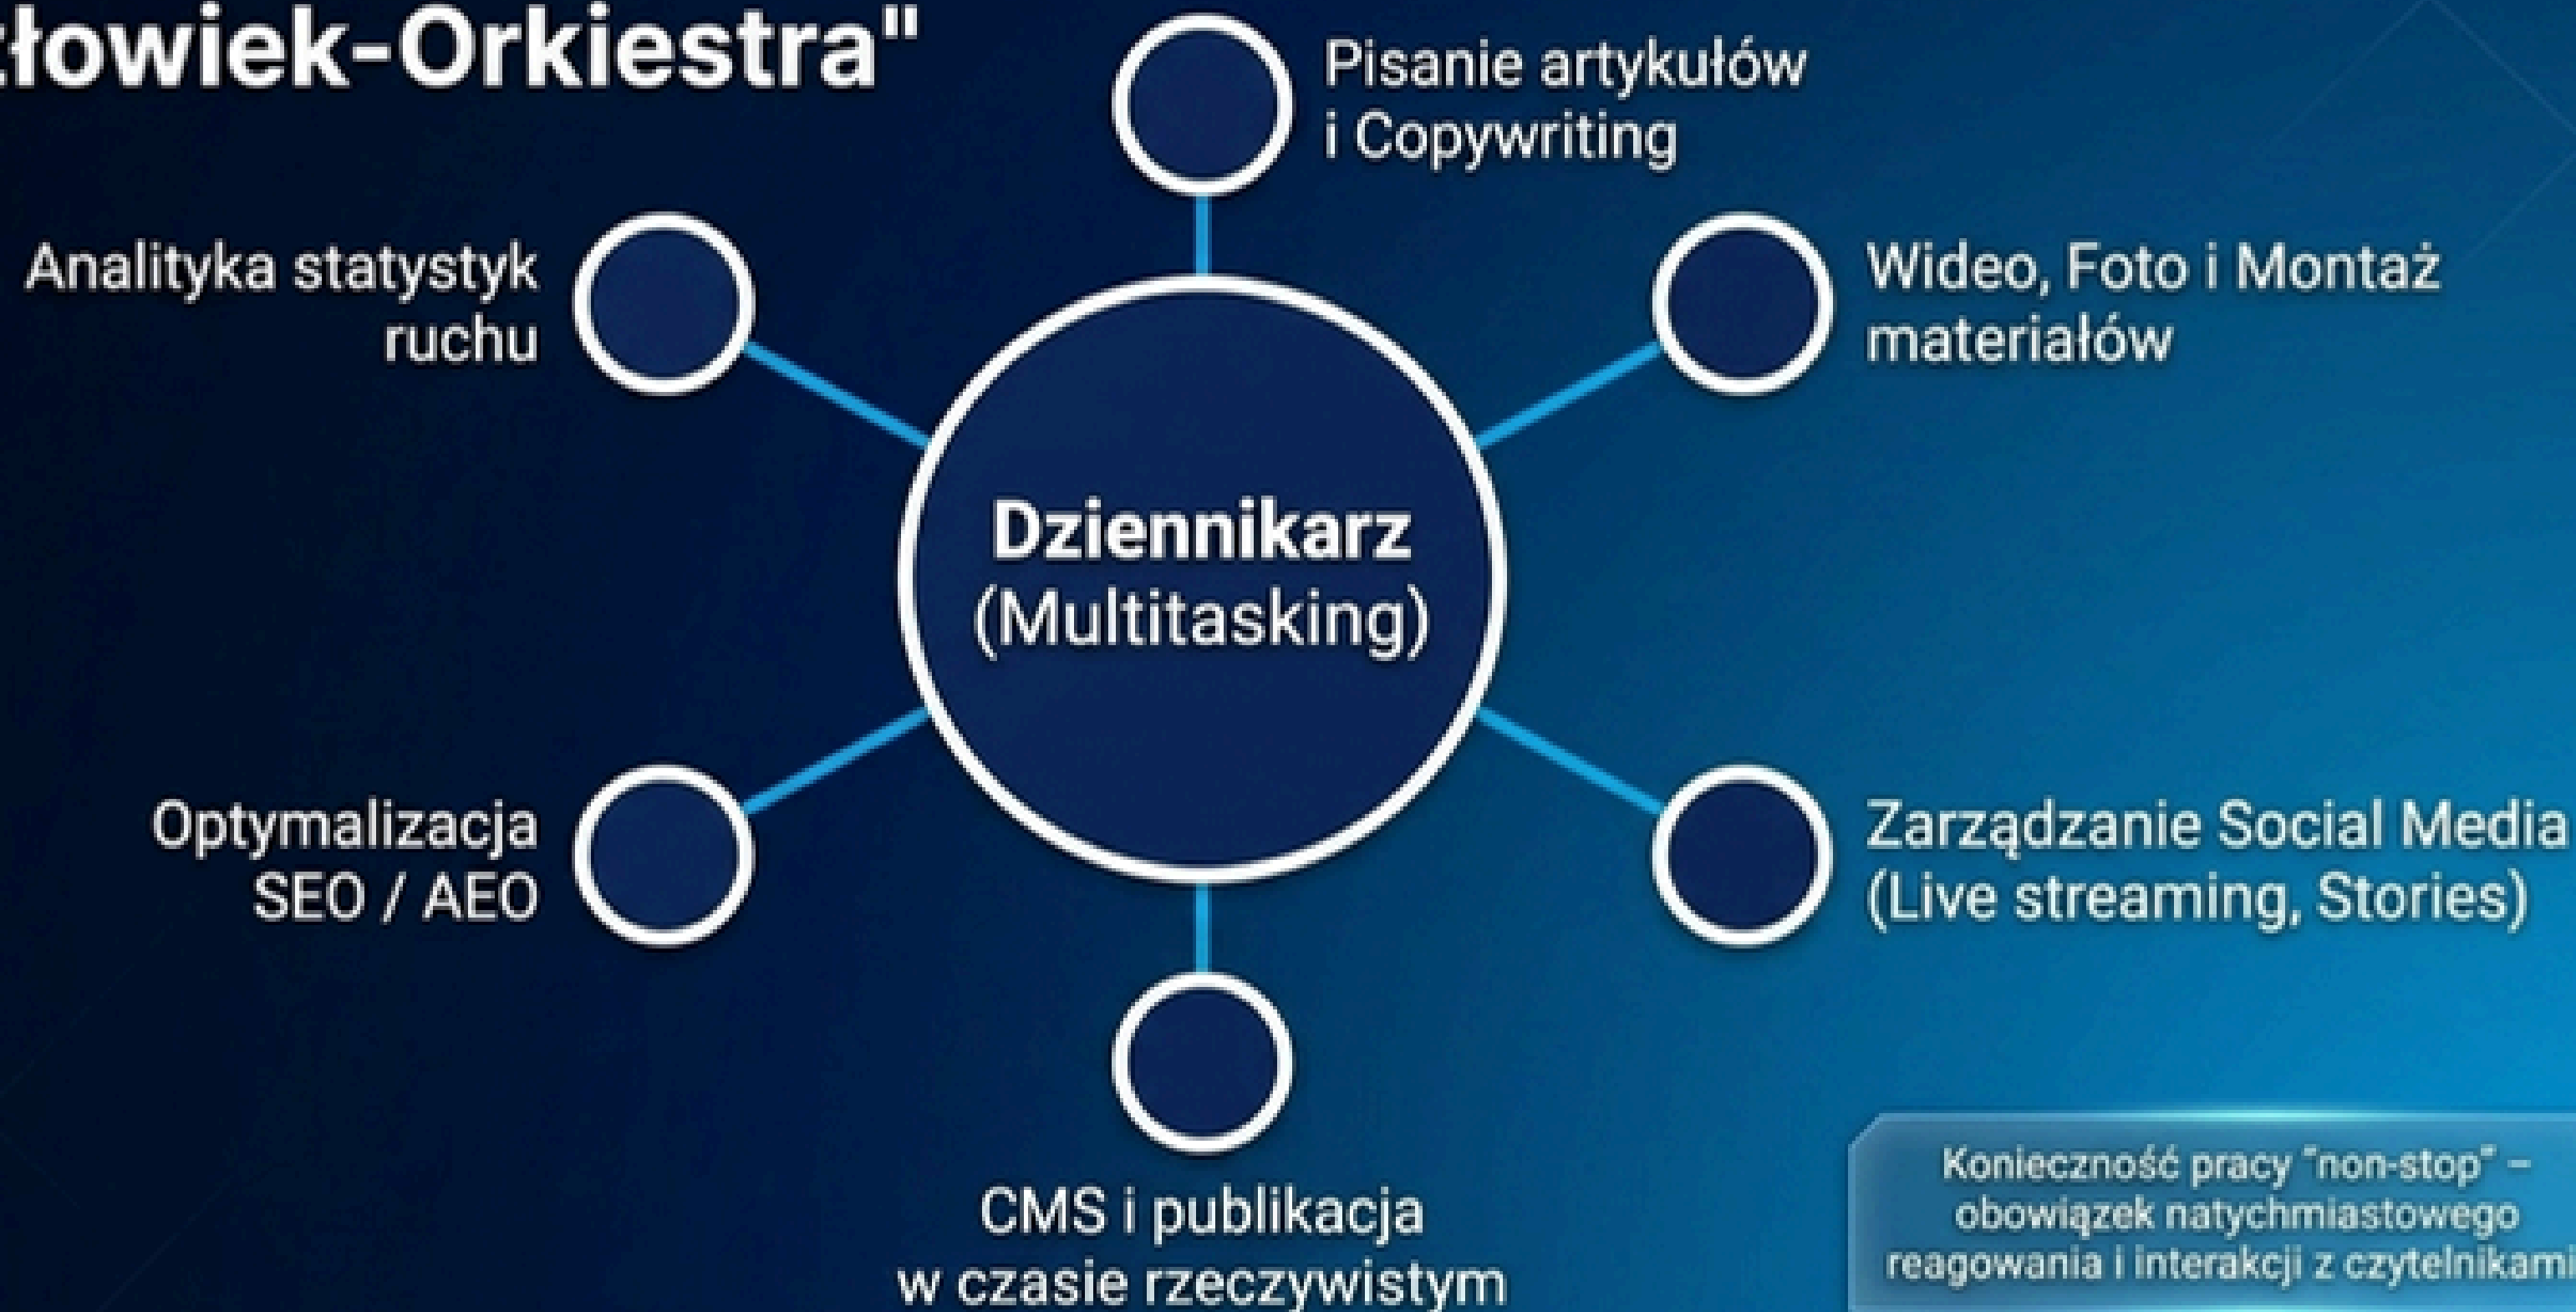 złowiek-Orkiestra"
Pisanie artykułów
i Copywriting
Analityka statystyk
ruchu
Wideo, Foto i Montaż
materiałów
Dziennikarz
(Multitasking)
Optymalizacja
SEO / AEO
Zarządzanie Social Media
(Live streaming, Stories)
CMS i publikacja
w czasie rzeczywistym
Konieczność pracy "non-stop" –
obowiązek natychmiastowego
reagowania i interakcji z czytelnikami